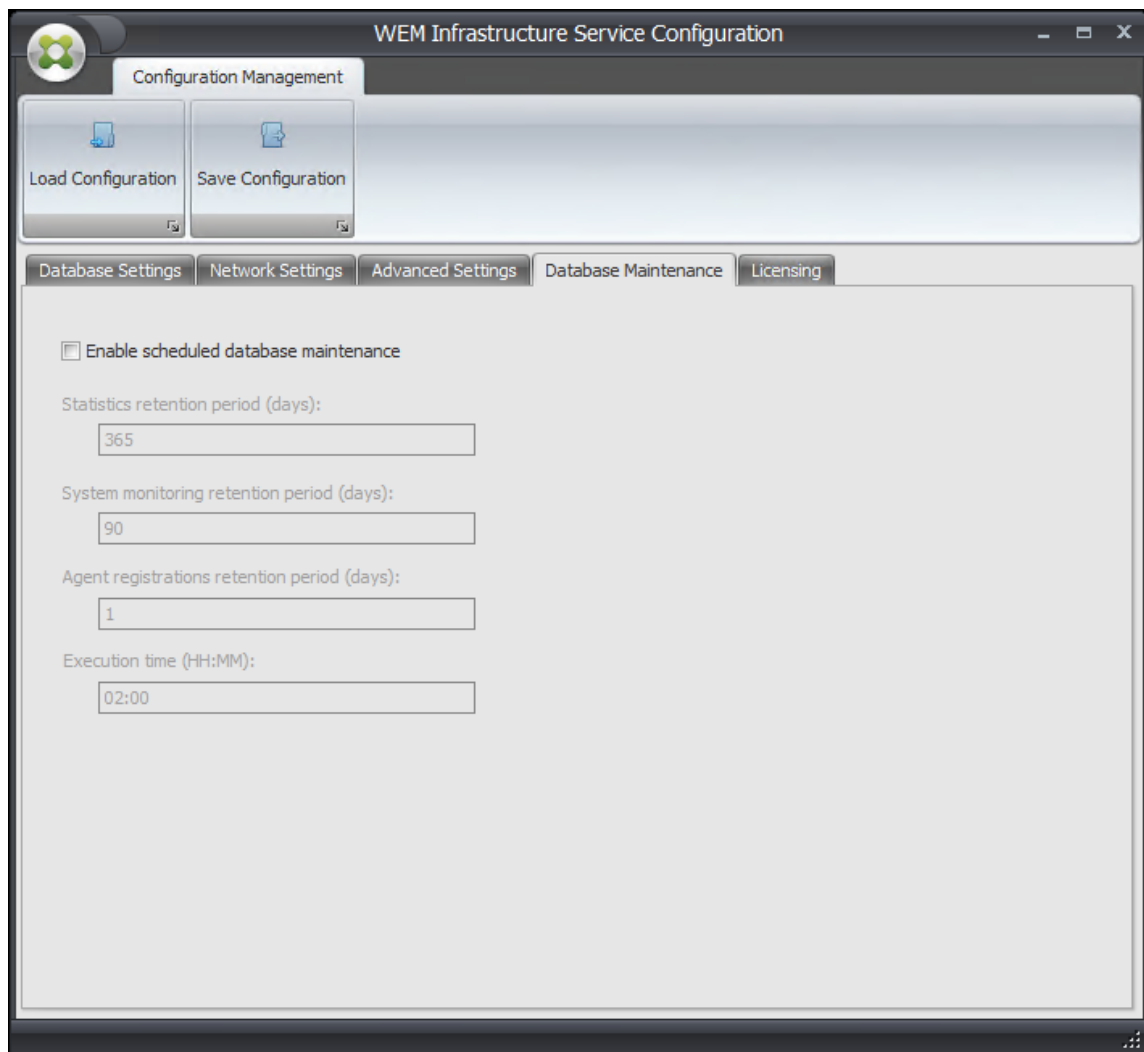 WEM Infrastructure Service Configuration
Configuration Management
Load Configuration
Save Configuration
Database Settings
Network Settings
Advanced Settings
Database Maintenance
Licensing
Enable scheduled database maintenance
Statistics retention period (days):
365
System monitoring retention period (days):
90
Agent registrations retention period (days):
1
Execution time (HH:MM):
02:00